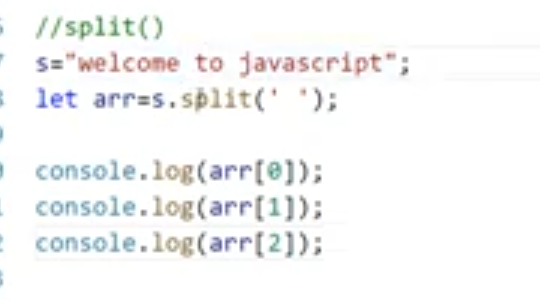 //split()
s="welcome to javascript";
let arr=s.split(' ');
console.log(arr[0]);
console.log(arr[1]);
console.log(arr[2]);